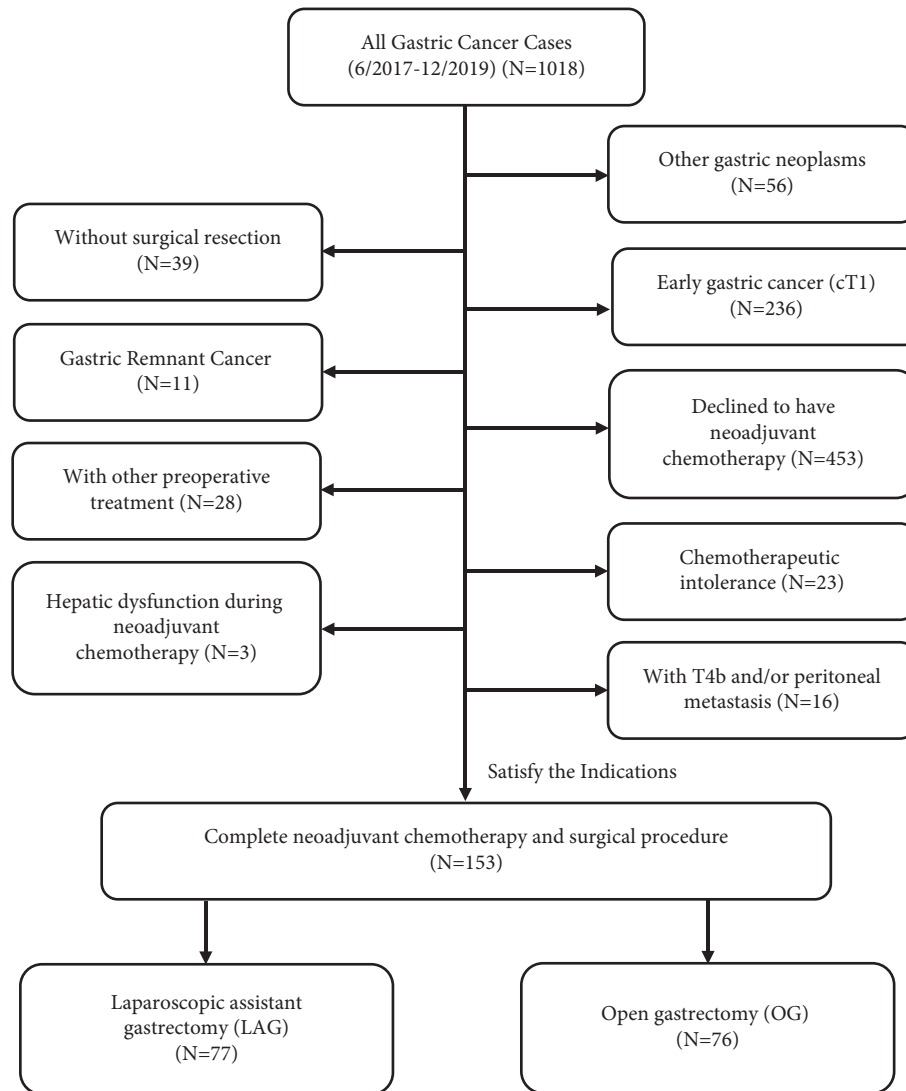 All Gastric Cancer Cases
(6/2017-12/2019) (N=1018)
Other gastric neoplasms
(N=56)
Without surgical resection
(N=39)
Early gastric cancer (cT1)
(N=236)
Gastric Remnant Cancer
(N=11)
Declined to have
neoadjuvant
chemotherapy (N=453)
With other preoperative
treatment (N=28)
Chemotherapeutic
intolerance (N=23)
Hepatic dysfunction during
neoadjuvant
chemotherapy (N=3)
With T4b and/or peritoneal
metastasis (N=16)
Satisfy the Indications
Complete neoadjuvant chemotherapy and surgical procedure
(N=153)
Laparoscopic assistant
gastrectomy (LAG)
(N=77)
Open gastrectomy (OG)
(N=76)